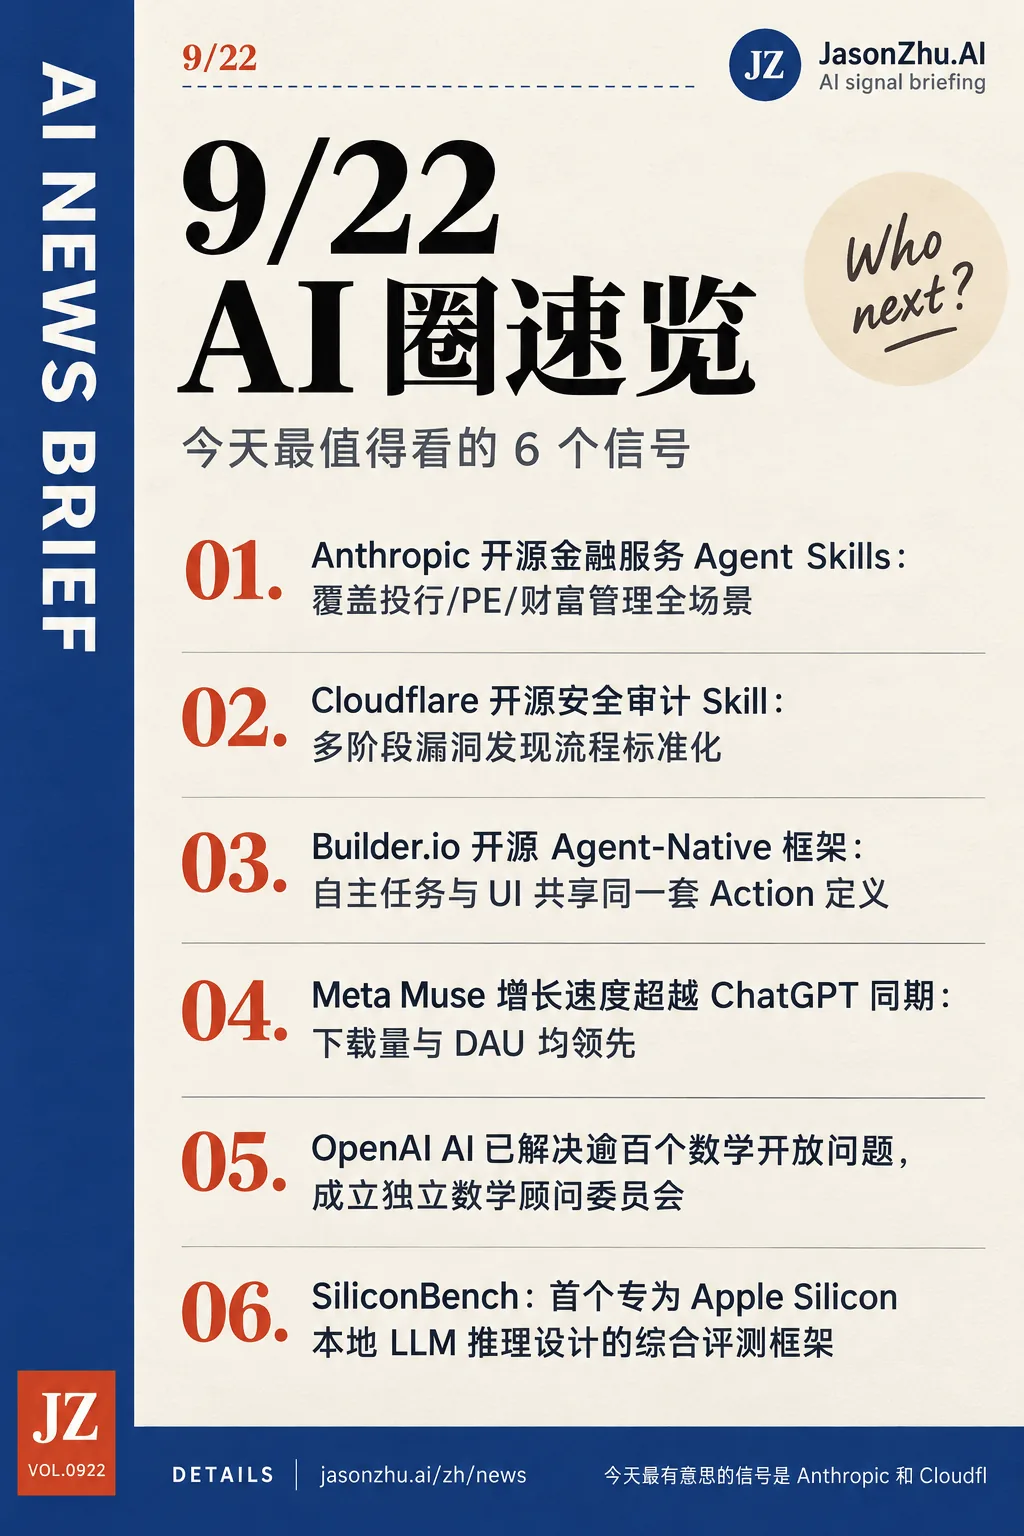 AI NEWS BRIEF
9/22
JZ
JasonZhu.AI
AI signal briefing
9/22
AI 圈速览
Who
next?
今天最值得看的 6 个信号
01.
Anthropic 开源金融服务 Agent Skills：
覆盖投行/PE/财富管理全场景
02.
Cloudflare 开源安全审计 Skill：
多阶段漏洞发现流程标准化
03.
Builder.io 开源 Agent-Native 框架：
自主任务与 UI 共享同一套 Action 定义
04.
Meta Muse 增长速度超越 ChatGPT 同期：
下载量与 DAU 均领先
05.
OpenAI AI 已解决逾百个数学开放问题，
成立独立数学顾问委员会
06.
SiliconBench：首个专为 Apple Silicon
本地 LLM 推理设计的综合评测框架
JZ
VOL.0922
DETAILS
jasonzhu.ai/zh/news
今天最有意思的信号是 Anthropic 和 Cloudfl